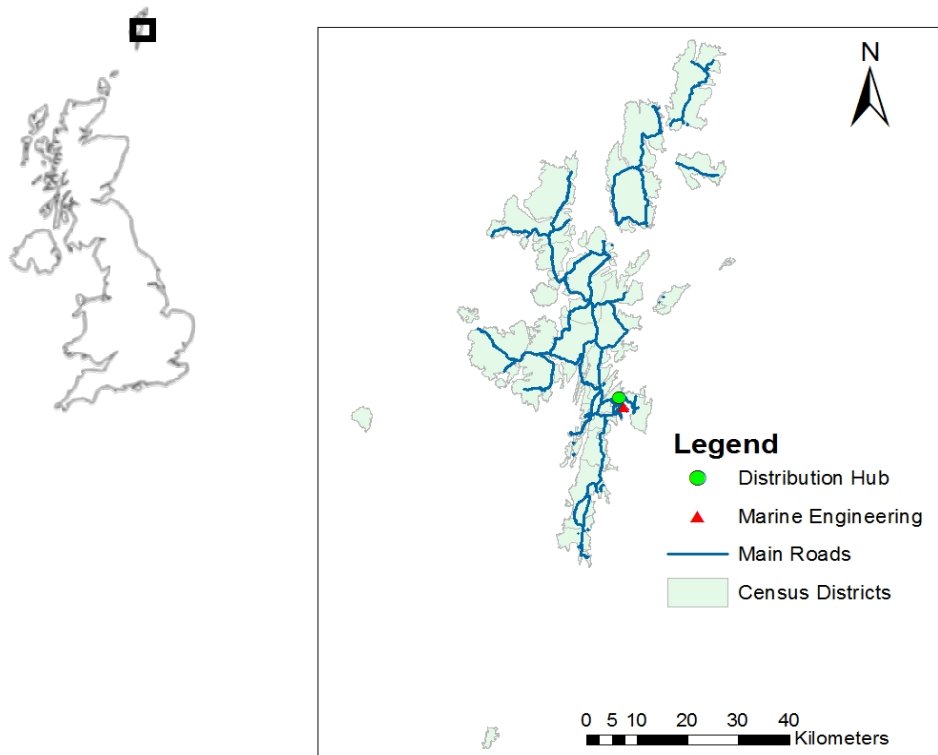 N
Legend
Distribution Hub
Marine Engineering
Main Roads
Census Districts
0 5 10 20 30 40
Kilometers